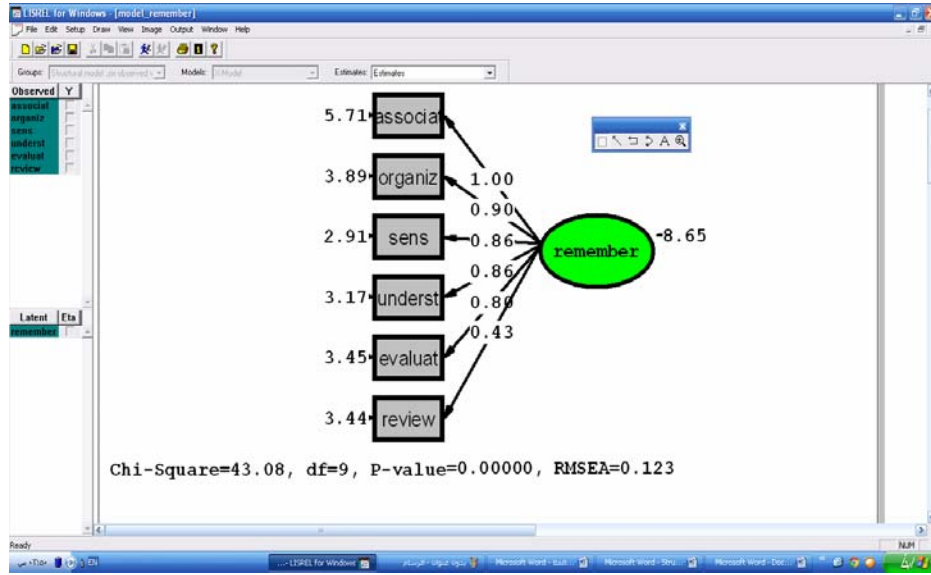 LISREL for Windows - [model_remember]
File Edit Setup Draw View Image Output Window Help
Groups: Models: X-Model Estimates: Estimates
Observed Y
associat
organiz
sens
underst
evaluat
review
Latent Eta
remember
5.71 associat
3.89 organiz 1.00
0.90
2.91 sens 0.86 remember 8.65
0.86
3.17 underst 0.80
0.43
3.45 evaluat
3.44 review
Chi-Square=43.08, df=9, P-value=0.00000, RMSEA=0.123
Ready NUM
EN ...-LISREL for Windows Microsoft Word Microsoft Word - Stru... Microsoft Word - Doc...